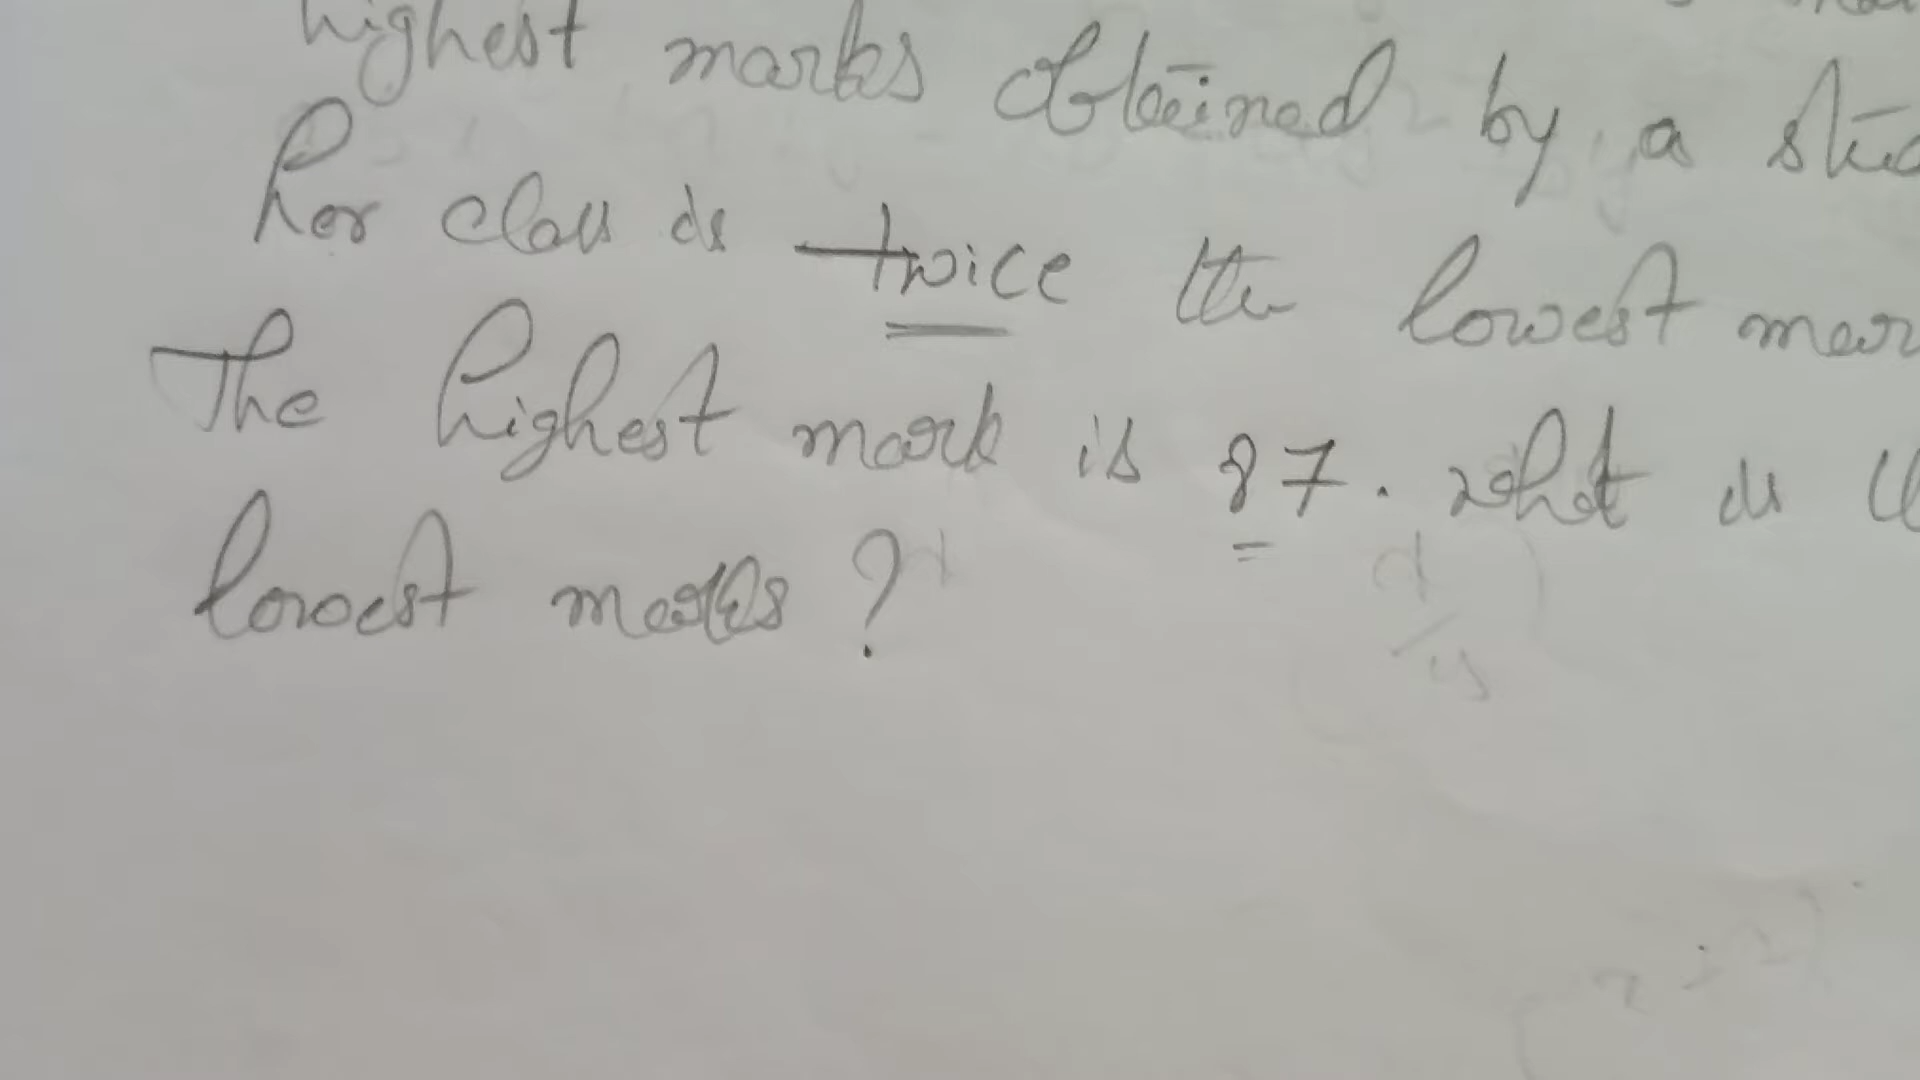 highest marks obtained by a
her class is twice the lowest
The highest mark is 87. what is
lowest marks ?